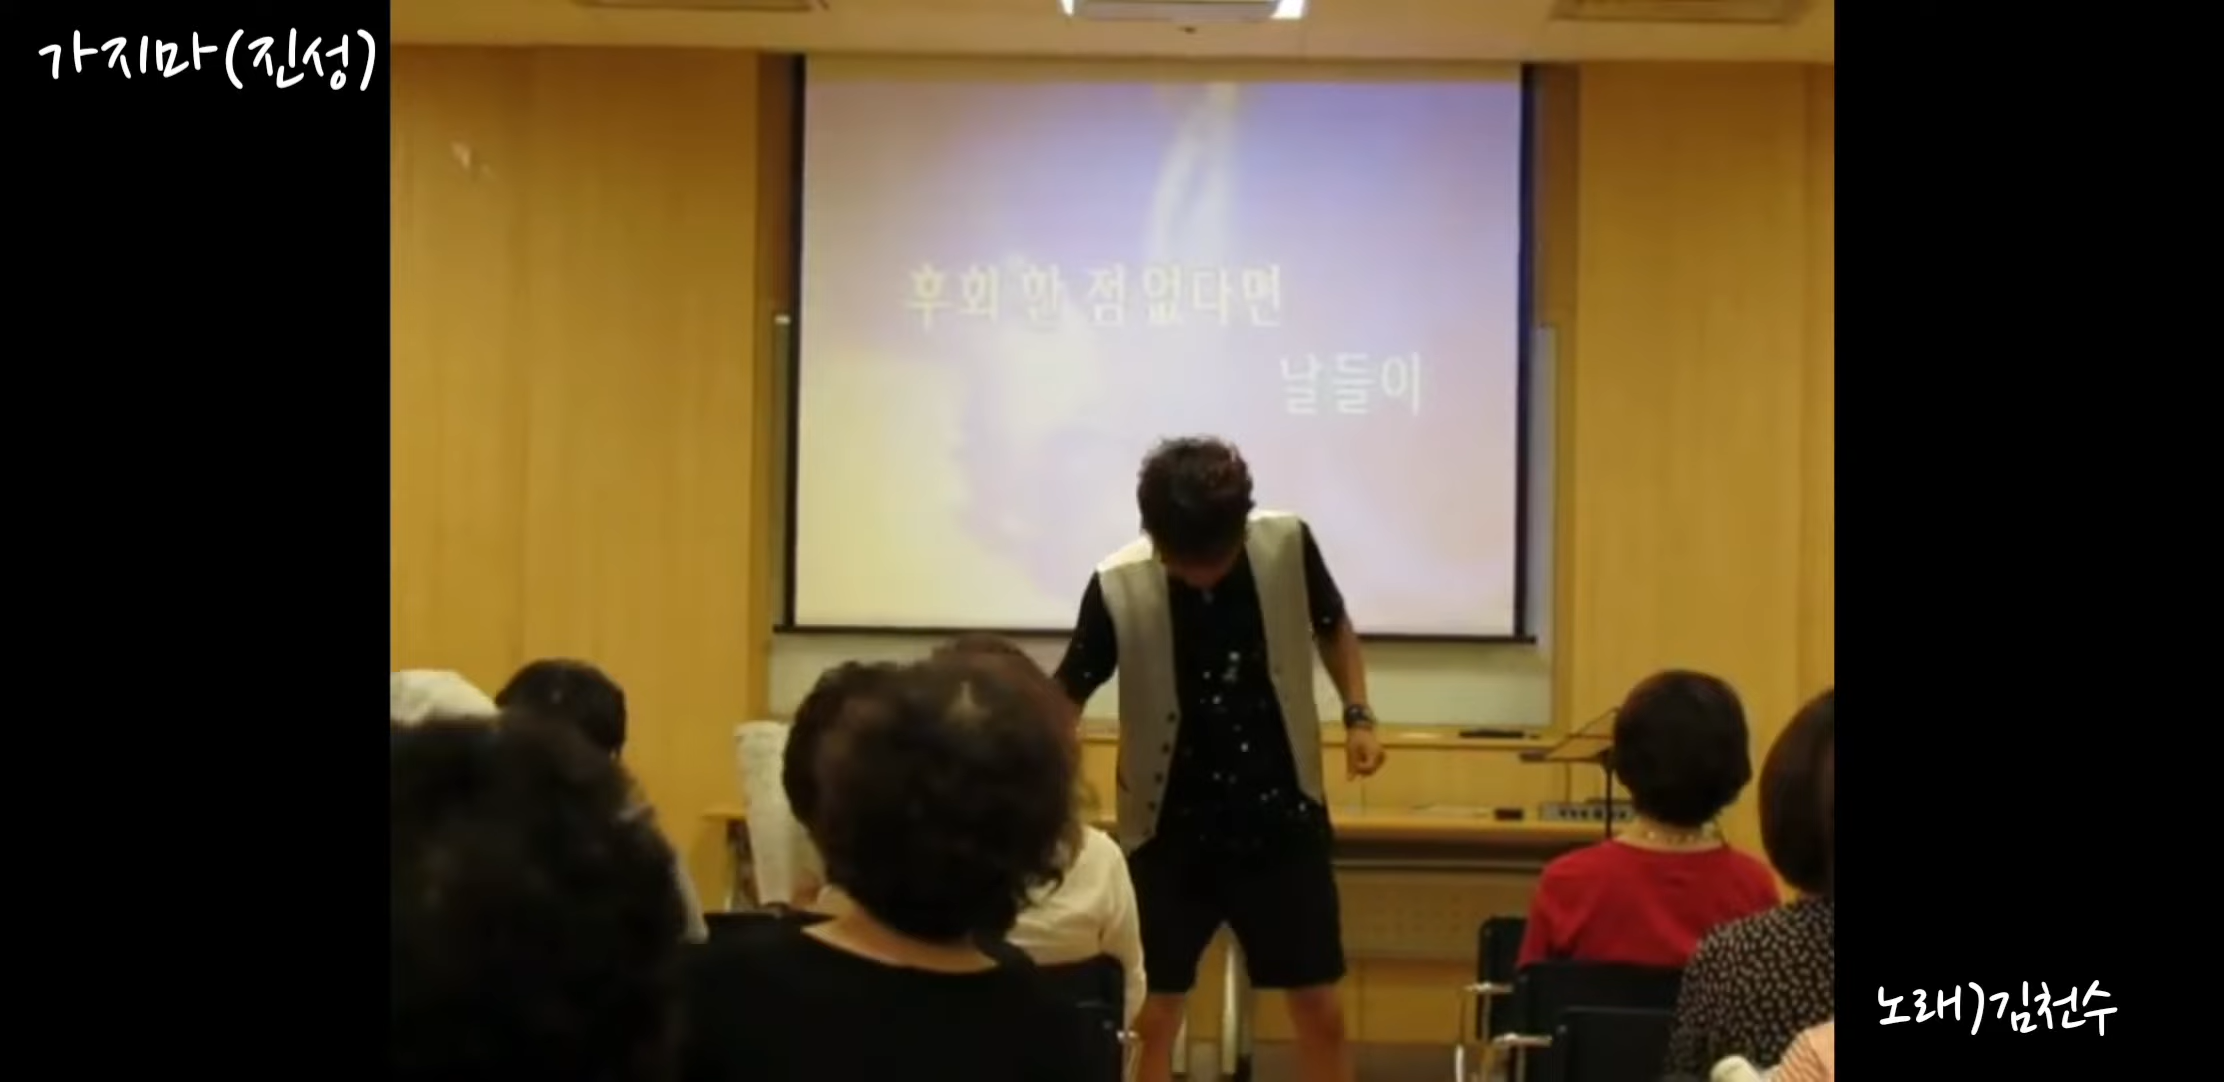 가지마(진성)
후회 한 점 없다면
날들이
노래)김천수